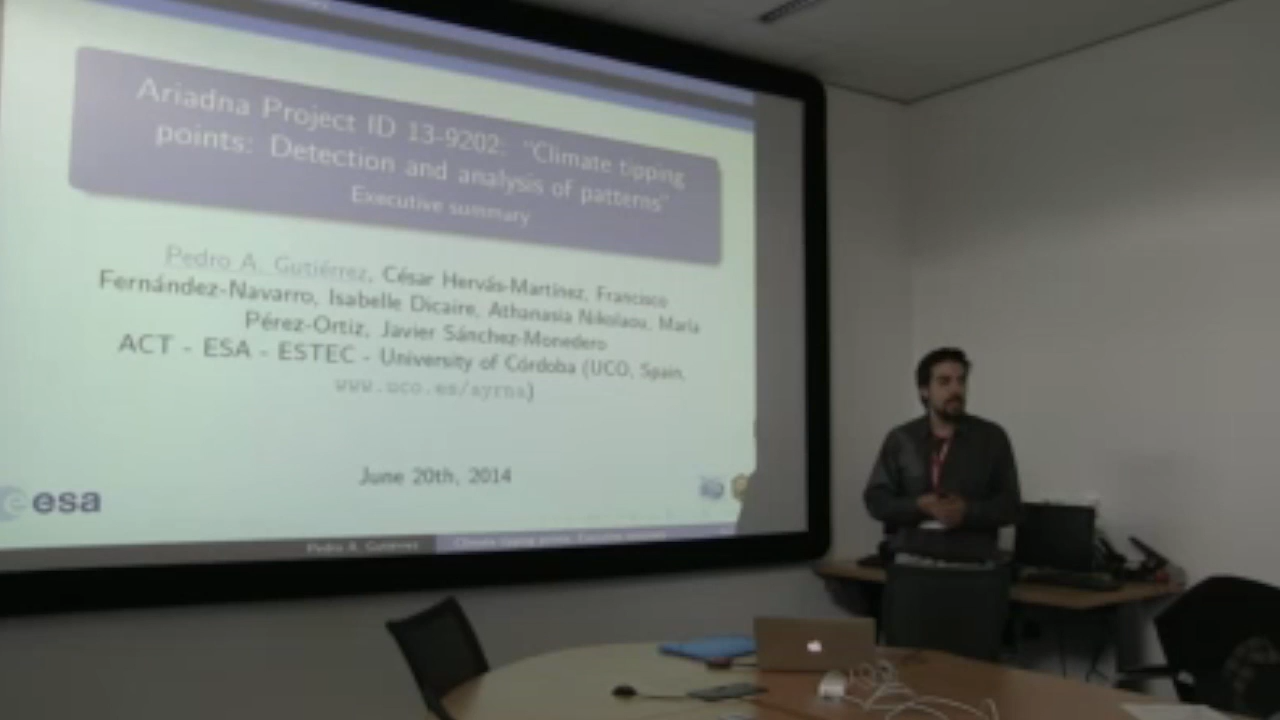 Ariadna Project ID 13-9202: "Climate tipping
points: Detection and analysis of patterns"
Executive summary
Pedro A. Gutiérrez, César Hervás-Martínez, Francisco
Fernández-Navarro, Isabelle Dicaire, Athanasia Nikolaou, María
Pérez-Ortiz, Javier Sánchez-Monedero
ACT - ESA - ESTEC - University of Córdoba (UCO, Spain,
www.uco.es/ayrna)
June 20th, 2014
esa
Pedro A. Gutiérrez